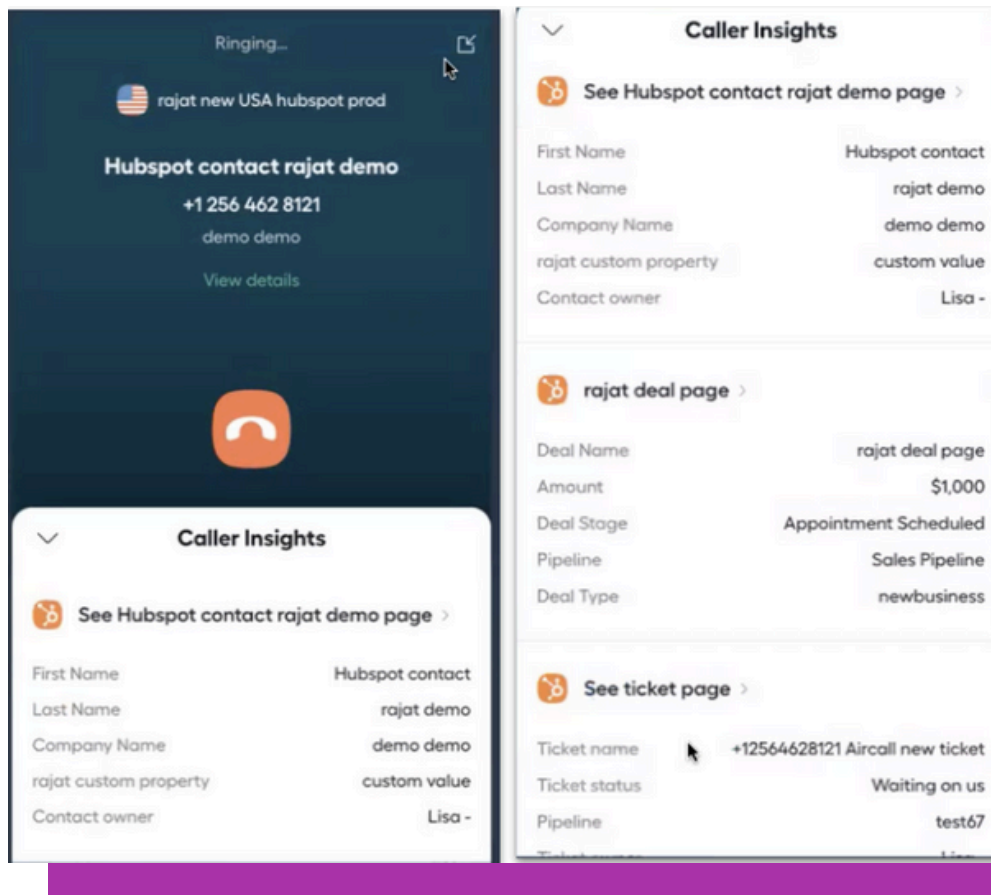 Ringing...
rajat new USA hubspot prod
Hubspot contact rajat demo
+1 256 462 8121
demo demo
View details
Caller Insights
See Hubspot contact rajat demo page
First Name Hubspot contact
Last Name rajat demo
Company Name demo demo
rajat custom property custom value
Contact owner Lisa -
Caller Insights
See Hubspot contact rajat demo page
First Name Hubspot contact
Last Name rajat demo
Company Name demo demo
rajat custom property custom value
Contact owner Lisa -
rajat deal page
Deal Name rajat deal page
Amount $1,000
Deal Stage Appointment Scheduled
Pipeline Sales Pipeline
Deal Type newbusiness
See ticket page
Ticket name +12564628121 Aircall new ticket
Ticket status Waiting on us
Pipeline test67